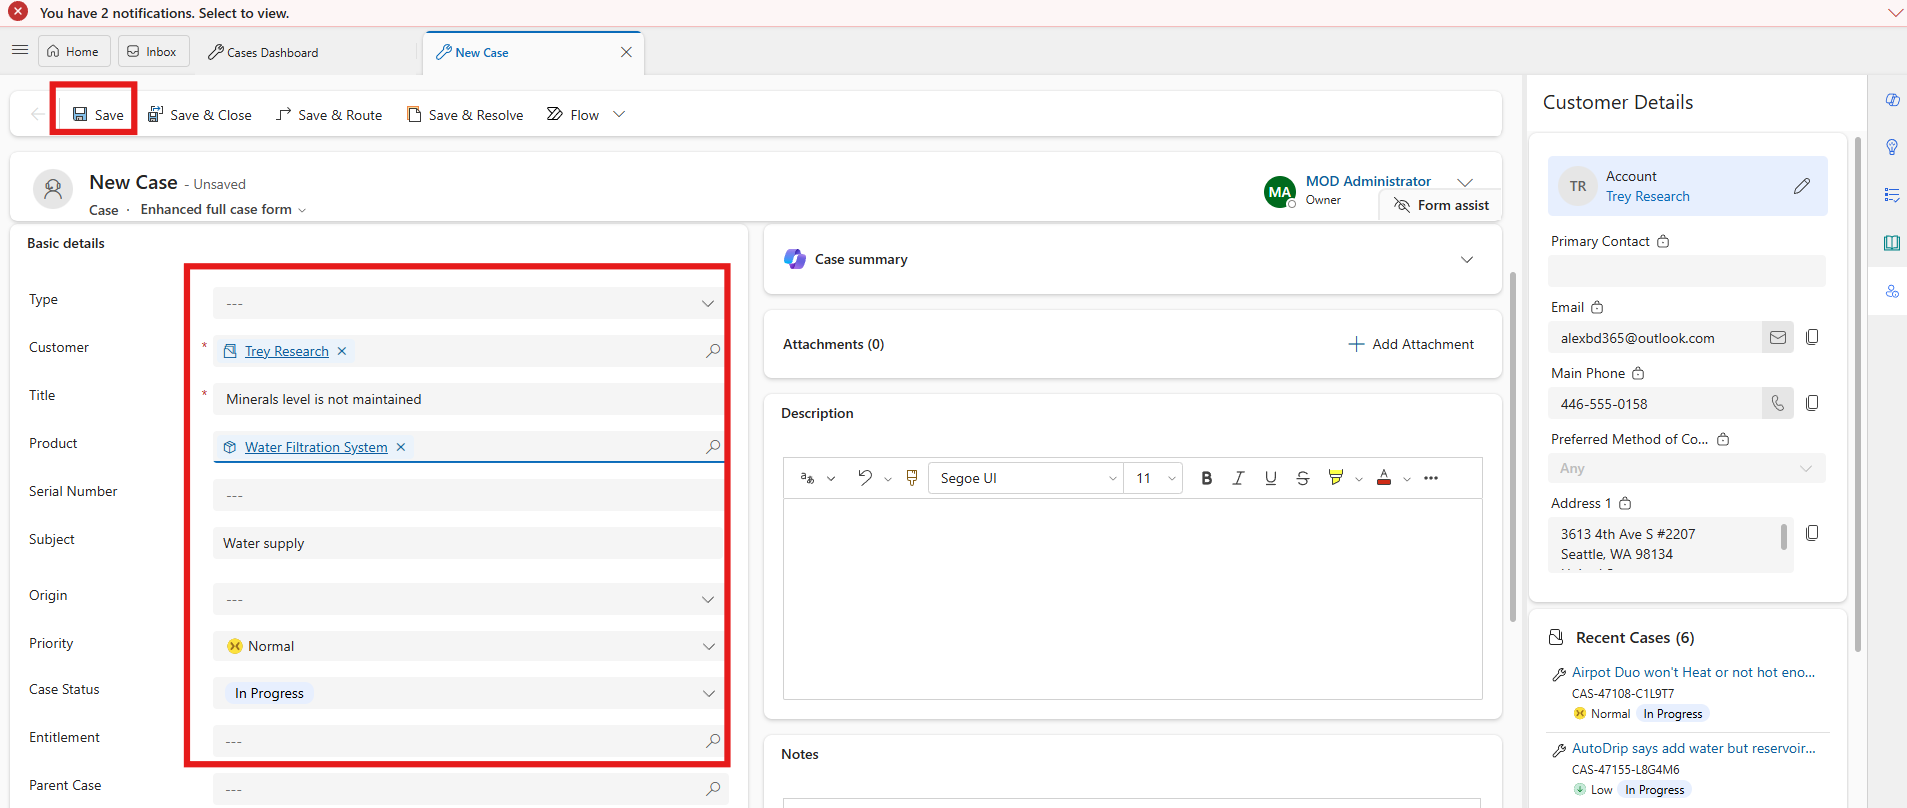 You have 2 notifications. Select to view.
Home
Inbox
Cases Dashboard
New Case
Save
Save & Close
Save & Route
Save & Resolve
Flow
New Case - Unsaved
Case · Enhanced full case form
MA
MOD Administrator
Owner
Form assist
Basic details
Type
---
Customer
* Trey Research
Title
* Minerals level is not maintained
Product
Water Filtration System
Serial Number
---
Subject
Water supply
Origin
---
Priority
Normal
Case Status
In Progress
Entitlement
---
Parent Case
---
Case summary
Attachments (0)
Add Attachment
Description
Segoe UI
11
B I U S A
Notes
Customer Details
TR
Account
Trey Research
Primary Contact
Email
alexbd365@outlook.com
Main Phone
446-555-0158
Preferred Method of Co...
Any
Address 1
3613 4th Ave S #2207
Seattle, WA 98134
Recent Cases (6)
Airpot Duo won't Heat or not hot eno...
CAS-47108-C1L9T7
Normal In Progress
AutoDrip says add water but reservoir...
CAS-47155-L8G4M6
Low In Progress